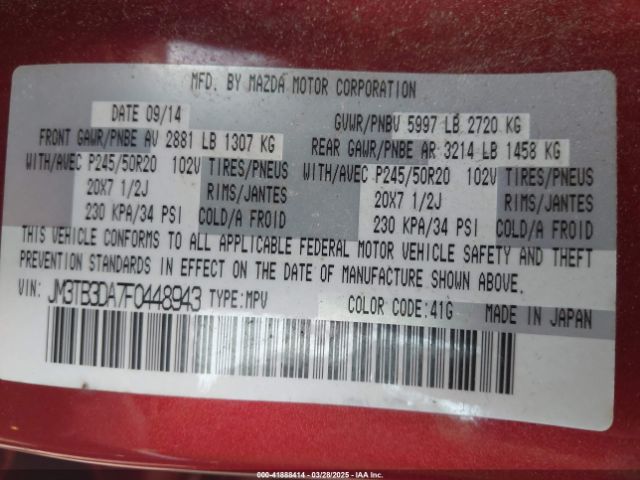 MFD. BY MAZDA MOTOR CORPORATION
DATE 09/14 GVWR/PNBV 5997 LB 2720 KG
FRONT GAWR/PNBE AV 2881 LB 1307 KG REAR GAWR/PNBE AR 3214 LB 1458 KG
WITH/AVEC P245/50R20 102V TIRES/PNEUS WITH/AVEC P245/50R20 102V TIRES/PNEUS
20X7 1/2J RIMS/JANTES 20X7 1/2J RIMS/JANTES
230 KPA/34 PSI COLD/A FROID 230 KPA/34 PSI COLD/A FROID
THIS VEHICLE CONFORMS TO ALL APPLICABLE FEDERAL MOTOR VEHICLE SAFETY AND THEFT
PREVENTION STANDARDS IN EFFECT ON THE DATE OF MANUFACTURE SHOWN ABOVE.
VIN: JM3TB3DA7F0448943 TYPE:MPV COLOR CODE:41G MADE IN JAPAN
000-41888414 | 03/28/2025 | IAA Inc.